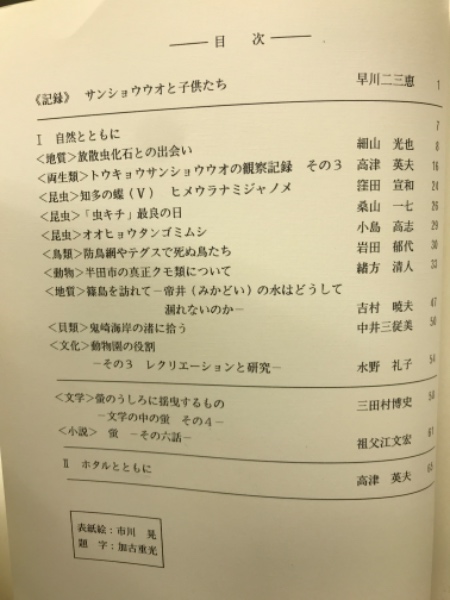 目 次
《記録》 サンショウウオと子供たち 早川二三恵 1
Ⅰ 自然とともに 7
<地質>放散虫化石との出会い 細山 光也 8
<両生類>トウキョウサンショウウオの観察記録 その3 高津 英夫 16
<昆虫>知多の蝶(Ⅴ) ヒメウラナミジャノメ 窪田 宣和 24
<昆虫>「虫キチ」最良の日 桑山 一七 26
<昆虫>オオヒョウタンゴミムシ 小島 高志 29
<鳥類>防鳥網やテグスで死ぬ鳥たち 岩田 郁代 30
<動物>半田市の真正クモ類について 緒方 清人 33
<地質>篠島を訪れて-帝井(みかどい)の水はどうして
涸れないのか- 吉村 暁夫 47
<貝類>鬼崎海岸の渚に拾う 中井三従美 50
<文化>動物園の役割
-その3 レクリエーションと研究- 水野 礼子 54
<文学>蛍のうしろに揺曳するもの 三田村博史 58
-文学の中の蛍 その4-
<小説> 蛍 -その六話- 祖父江文宏 61
Ⅱ ホタルとともに 高津 英夫 65
表紙絵:市川 晃
題 字:加古重光